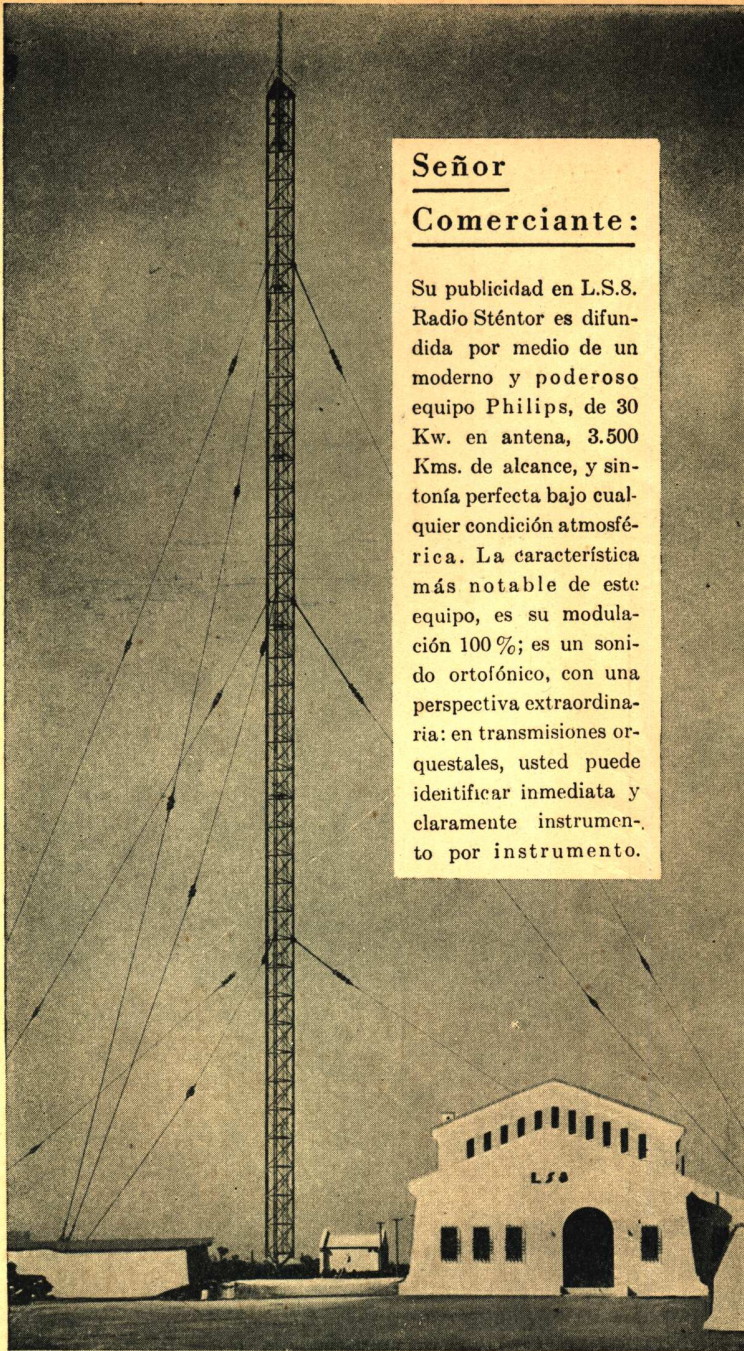 Señor
Comerciante:
Su publicidad en L.S.8.
Radio Sténtor es difun-
dida por medio de un
moderno y poderoso
equipo Philips, de 30
Kw. en antena, 3.500
Kms. de alcance, y sin-
tonía perfecta bajo cual-
quier condición atmosfé-
rica. La característica
más notable de este
equipo, es su modula-
ción 100 %; es un soni-
do ortofónico, con una
perspectiva extraordina-
ria: en transmisiones or-
questales, usted puede
identificar inmediata y
claramente instrumen-
to por instrumento.
LS8